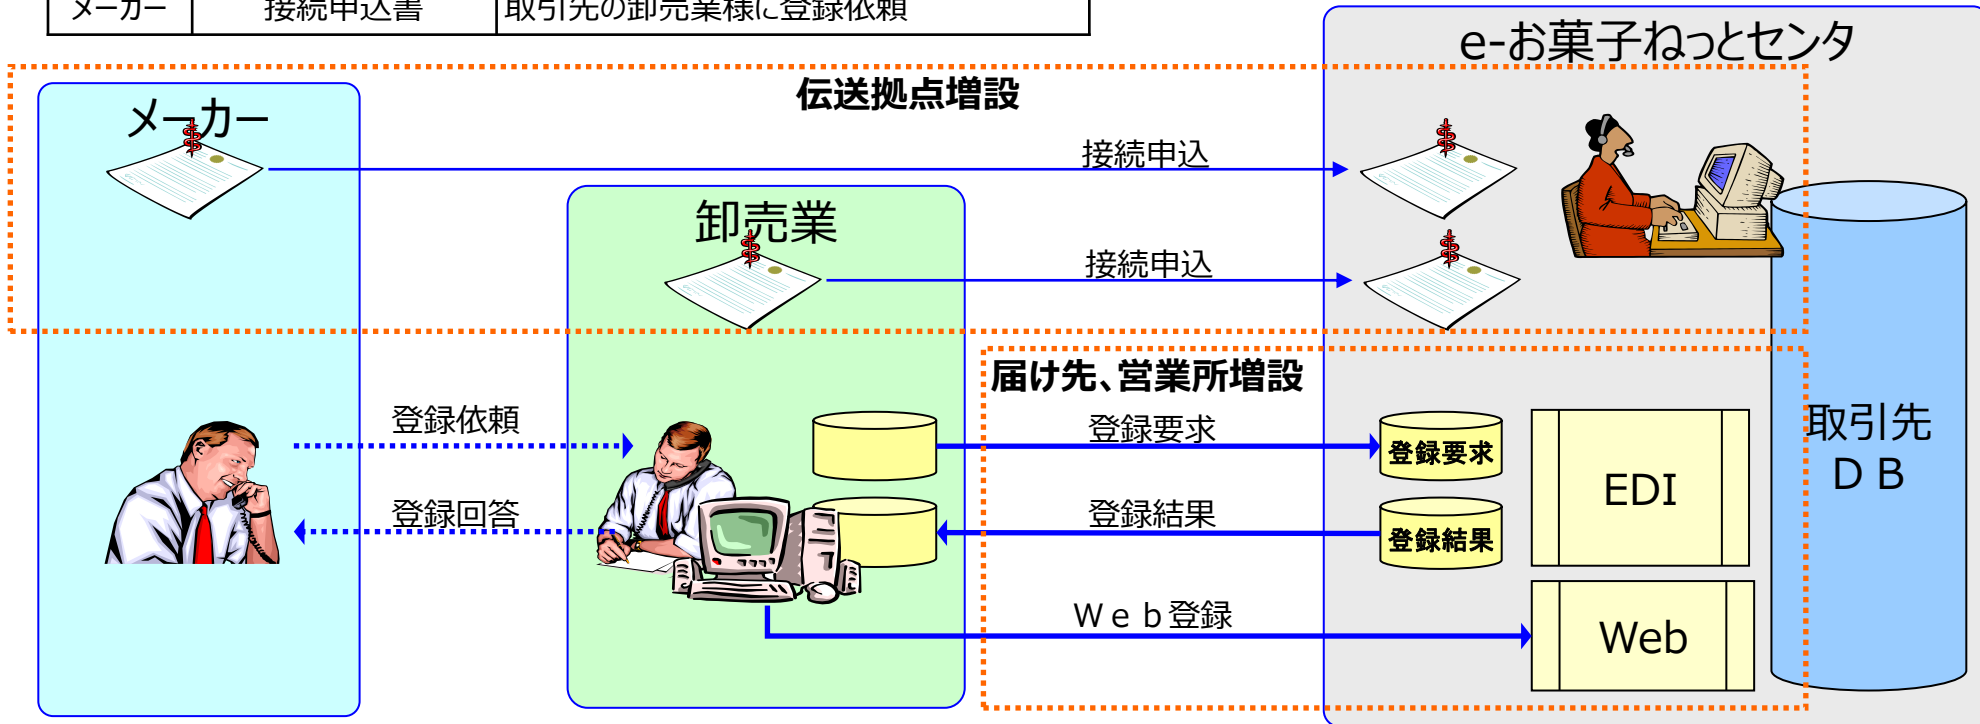 メーカー 接続申込書 取引先の卸売業様に登録依頼
e-お菓子ねっとセンタ
伝送拠点増設
メーカー
接続申込
卸売業
接続申込
届け先、営業所増設
登録依頼
登録要求
登録要求
登録回答
登録結果
登録結果
EDI
取引先
ＤＢ
Ｗｅｂ登録
Web